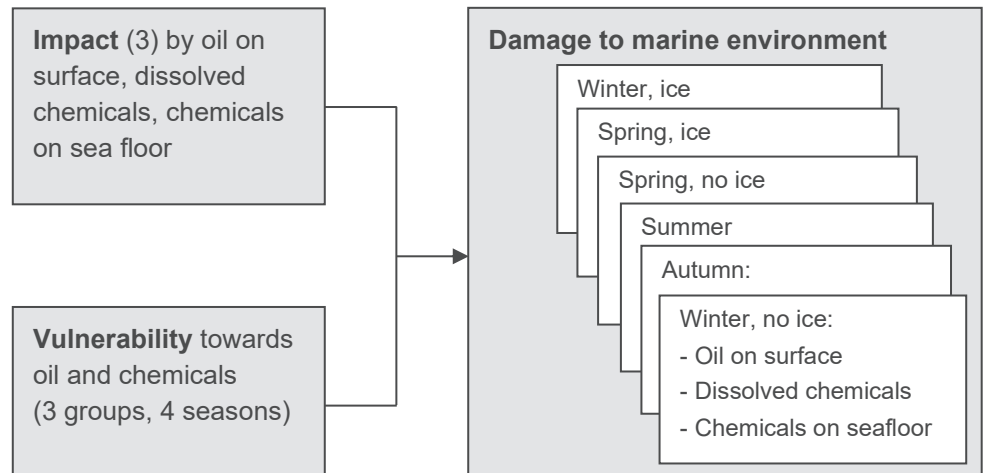 Impact (3) by oil on
surface, dissolved
chemicals, chemicals
on sea floor
Vulnerability towards
oil and chemicals
(3 groups, 4 seasons)
Damage to marine environment
Winter, ice
Spring, ice
Spring, no ice
Summer
Autumn:
Winter, no ice:
- Oil on surface
- Dissolved chemicals
- Chemicals on seafloor